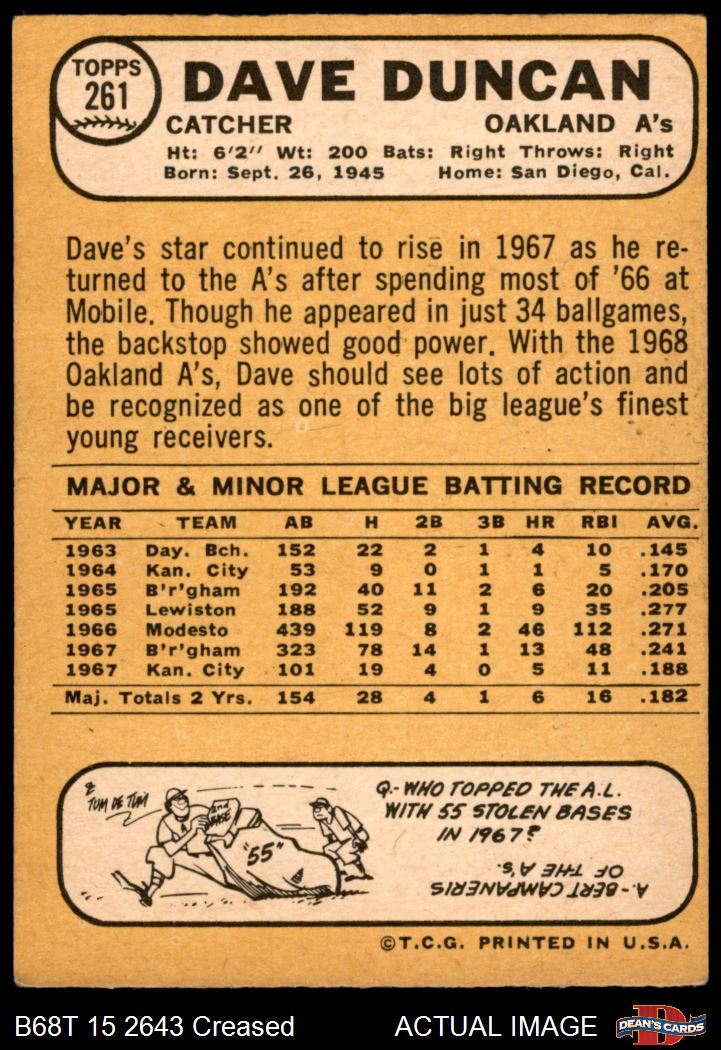 TOPPS
261
DAVE DUNCAN
CATCHER OAKLAND A's
Ht: 6'2'' Wt: 200 Bats: Right Throws: Right
Born: Sept. 26, 1945 Home: San Diego, Cal.
Dave's star continued to rise in 1967 as he re-
turned to the A's after spending most of '66 at
Mobile. Though he appeared in just 34 ballgames,
the backstop showed good power. With the 1968
Oakland A's, Dave should see lots of action and
be recognized as one of the big league's finest
young receivers.
MAJOR & MINOR LEAGUE BATTING RECORD
YEAR TEAM AB H 2B 3B HR RBI AVG.
1963 Day. Bch. 152 22 2 1 4 10 .145
1964 Kan. City 53 9 0 1 1 5 .170
1965 B'r'gham 192 40 11 2 6 20 .205
1965 Lewiston 188 52 9 1 9 35 .277
1966 Modesto 439 119 8 2 46 112 .271
1967 B'r'gham 323 78 14 1 13 48 .241
1967 Kan. City 101 19 4 0 5 11 .188
Maj. Totals 2 Yrs. 154 28 4 1 6 16 .182
&
TUM DE TUM
2nd
BASE
"55"
Q.- WHO TOPPED THE A.L.
WITH 55 STOLEN BASES
IN 1967?
A.- BERT CAMPANERIS
OF THE A's.
©T.C.G. PRINTED IN U.S.A.
B68T 15 2643 Creased ACTUAL IMAGE
D
DEAN'S CARDS